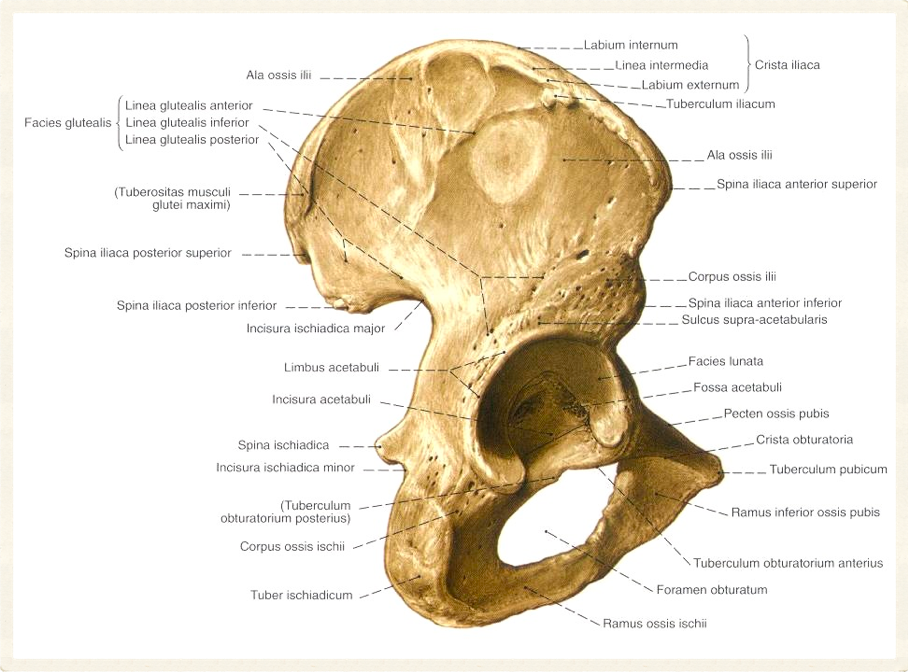 Labium internum
Linea intermedia
Crista iliaca
Labium externum
Tuberculum iliacum
Ala ossis ilii
Linea glutealis anterior
Facies glutealis
Linea glutealis inferior
Linea glutealis posterior
Ala ossis ilii
Spina iliaca anterior superior
(Tuberositas musculi
glutei maximi)
Spina iliaca posterior superior
Corpus ossis ilii
Spina iliaca posterior inferior
Spina iliaca anterior inferior
Incisura ischiadica major
Sulcus supra-acetabularis
Limbus acetabuli
Facies lunata
Incisura acetabuli
Fossa acetabuli
Pecten ossis pubis
Spina ischiadica
Crista obturatoria
Incisura ischiadica minor
Tuberculum pubicum
(Tuberculum
obturatorium posterius)
Ramus inferior ossis pubis
Corpus ossis ischii
Tuberculum obturatorium anterius
Tuber ischiadicum
Foramen obturatum
Ramus ossis ischii